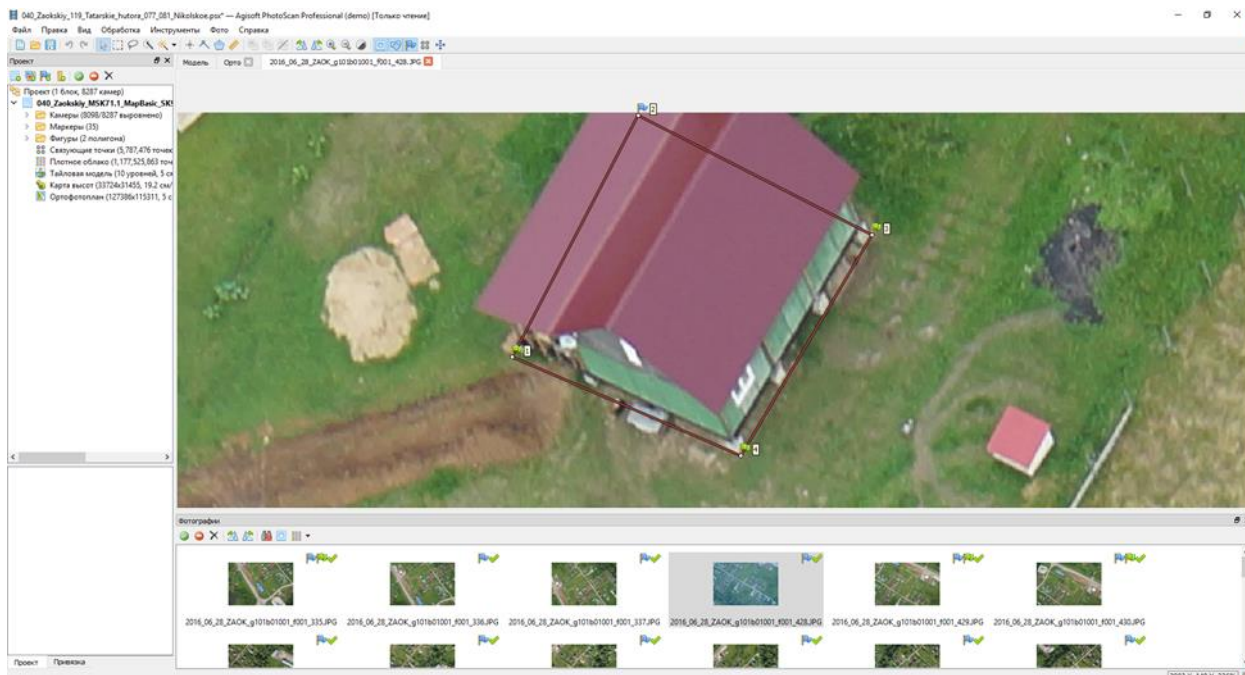 040_Zaokskiy_119_Tatarskie_hutora_077_081_Nikolskoe.psx* — Agisoft PhotoScan Professional (demo) [Только чтение]
Файл Правка Вид Обработка Инструменты Фото Справка
Проект
Модель Орто 2016_06_28_ZAOK_g101b01001_f001_428.JPG
Проект (1 блок, 8287 камер)
040_Zaokskiy_MSK71.1_MapBasic_SK
Камеры (8098/8287 выровнено)
Маркеры (35)
Фигуры (2 полигона)
Связующие точки (5,787,476 точек
Плотное облако (1,177,525,863 точ
Тайловая модель (10 уровней, 5 см
Карта высот (33724x31455, 19.2 см/
Ортофотоплан (127386x115311, 5 с
2
3
4
Фотографии
2016_06_28_ZAOK_g101b01001_f001_335.JPG 2016_06_28_ZAOK_g101b01001_f001_336.JPG 2016_06_28_ZAOK_g101b01001_f001_337.JPG 2016_06_28_ZAOK_g101b01001_f001_428.JPG 2016_06_28_ZAOK_g101b01001_f001_429.JPG 2016_06_28_ZAOK_g101b01001_f001_430.JPG
Проект Привязка